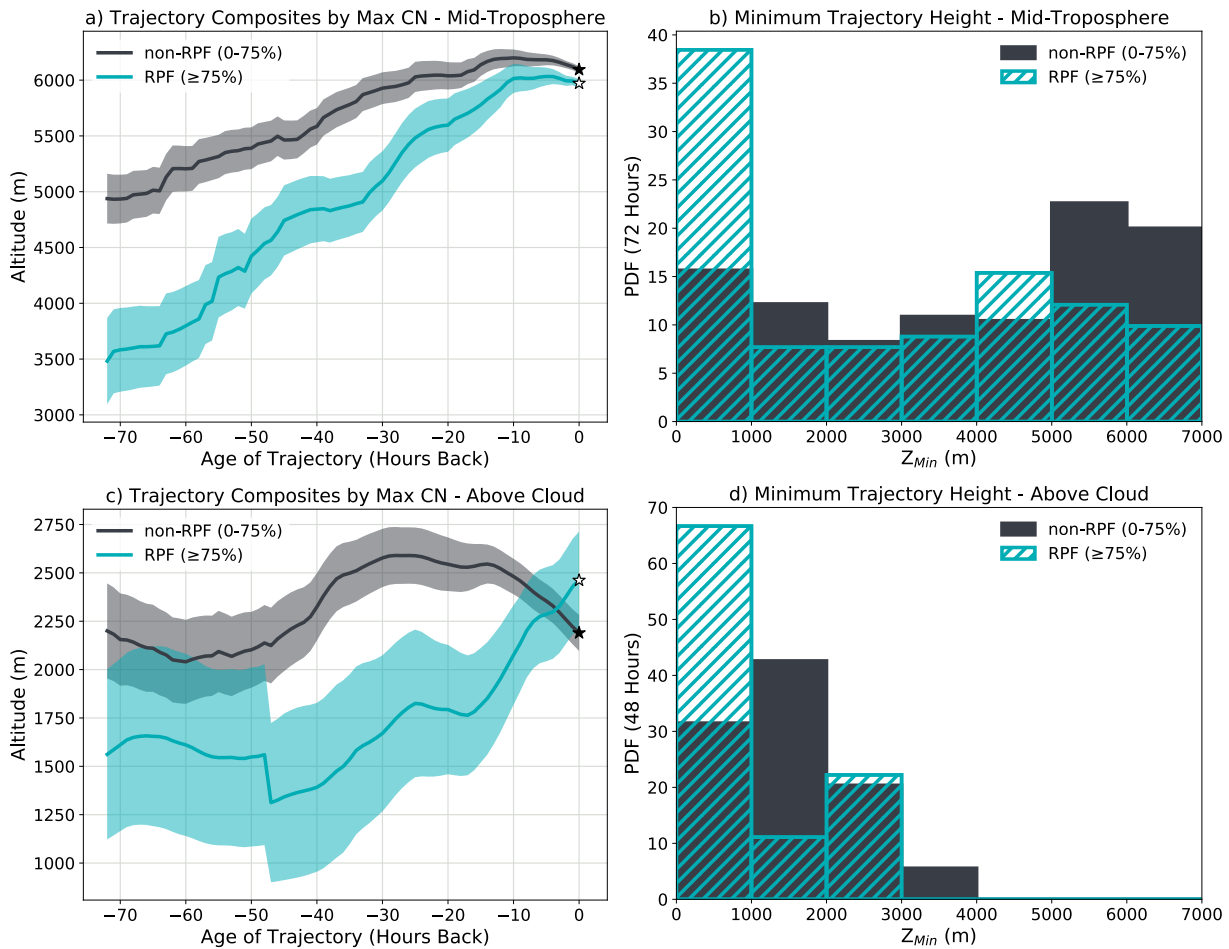 a) Trajectory Composites by Max CN - Mid-Troposphere
non-RPF (0-75%)
RPF (≥75%)
Altitude (m)
6000
5500
5000
4500
4000
3500
3000
−70 −60 −50 −40 −30 −20 −10 0
Age of Trajectory (Hours Back)
b) Minimum Trajectory Height - Mid-Troposphere
non-RPF (0-75%)
RPF (≥75%)
PDF (72 Hours)
40
35
30
25
20
15
10
5
0
0 1000 2000 3000 4000 5000 6000 7000
Z_Min (m)
c) Trajectory Composites by Max CN - Above Cloud
non-RPF (0-75%)
RPF (≥75%)
Altitude (m)
2750
2500
2250
2000
1750
1500
1250
1000
−70 −60 −50 −40 −30 −20 −10 0
Age of Trajectory (Hours Back)
d) Minimum Trajectory Height - Above Cloud
non-RPF (0-75%)
RPF (≥75%)
PDF (48 Hours)
70
60
50
40
30
20
10
0
0 1000 2000 3000 4000 5000 6000 7000
Z_Min (m)